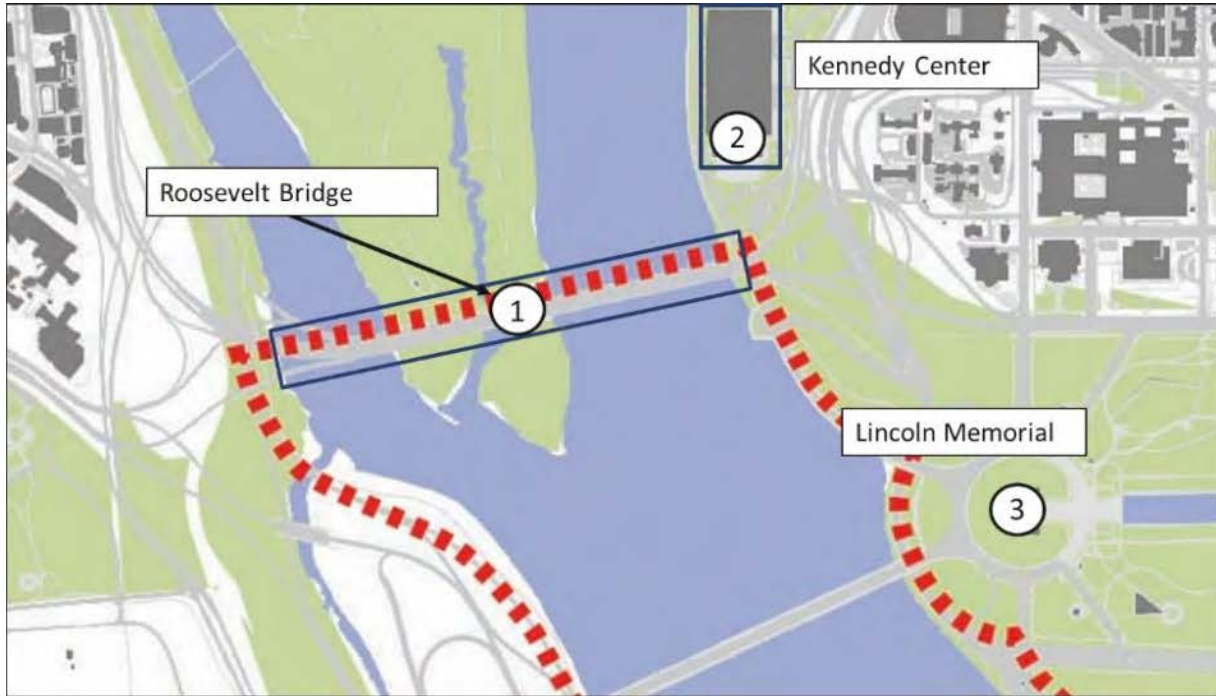 Kennedy Center
2
Roosevelt Bridge
1
Lincoln Memorial
3